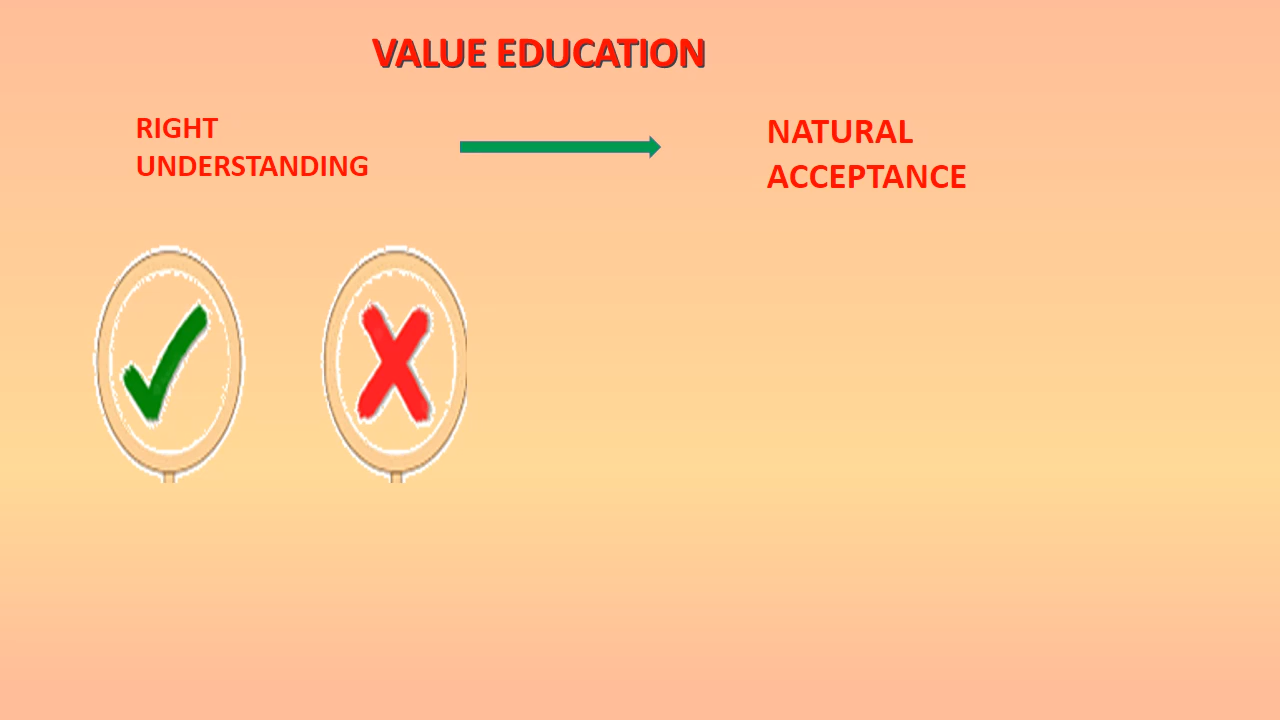 VALUE EDUCATION
RIGHT
UNDERSTANDING
NATURAL
ACCEPTANCE